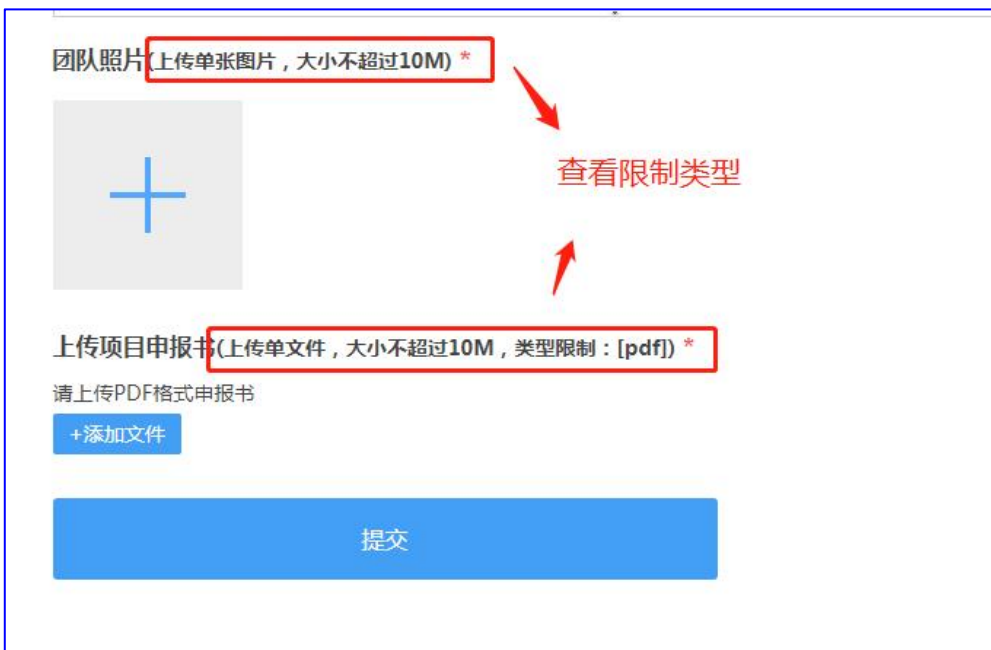 团队照片(上传单张图片，大小不超过10M) *
查看限制类型
上传项目申报书(上传单文件，大小不超过10M，类型限制：[pdf]) *
请上传PDF格式申报书
+添加文件
提交